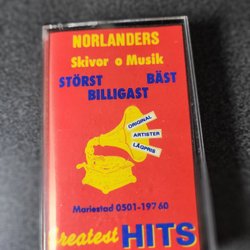 NORLANDERS
Skivor o Musik
STÖRST BÄST
BILLIGAST
ORIGINAL
ARTISTER
LÅGPRIS
Mariestad 0501-197 60
Greatest HITS